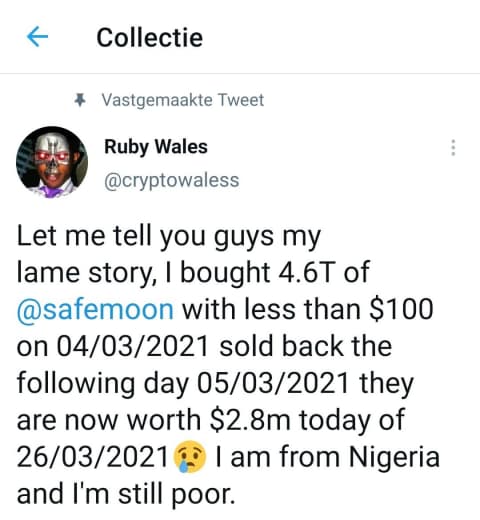 Collectie
Vastgemaakte Tweet
Ruby Wales
@cryptowaless
Let me tell you guys my
lame story, I bought 4.6T of
@safemoon with less than $100
on 04/03/2021 sold back the
following day 05/03/2021 they
are now worth $2.8m today of
26/03/2021😢 I am from Nigeria
and I'm still poor.